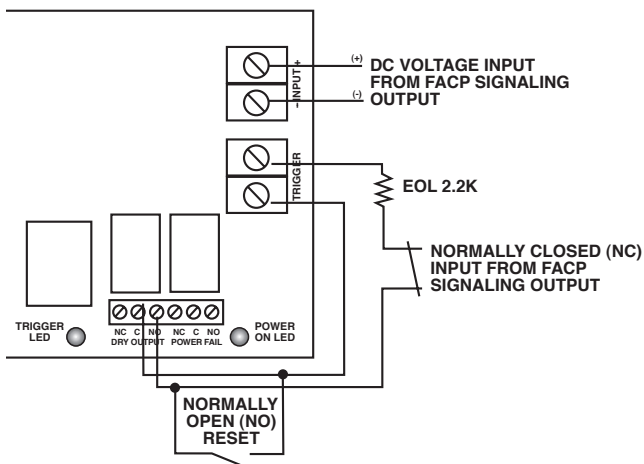 (+) DC VOLTAGE INPUT
FROM FACP SIGNALING
(-) OUTPUT
– INPUT +
TRIGGER
EOL 2.2K
NORMALLY CLOSED (NC)
INPUT FROM FACP
SIGNALING OUTPUT
TRIGGER
LED
NC C NO NC C NO
DRY OUTPUT POWER FAIL
POWER
ON LED
NORMALLY
OPEN (NO)
RESET